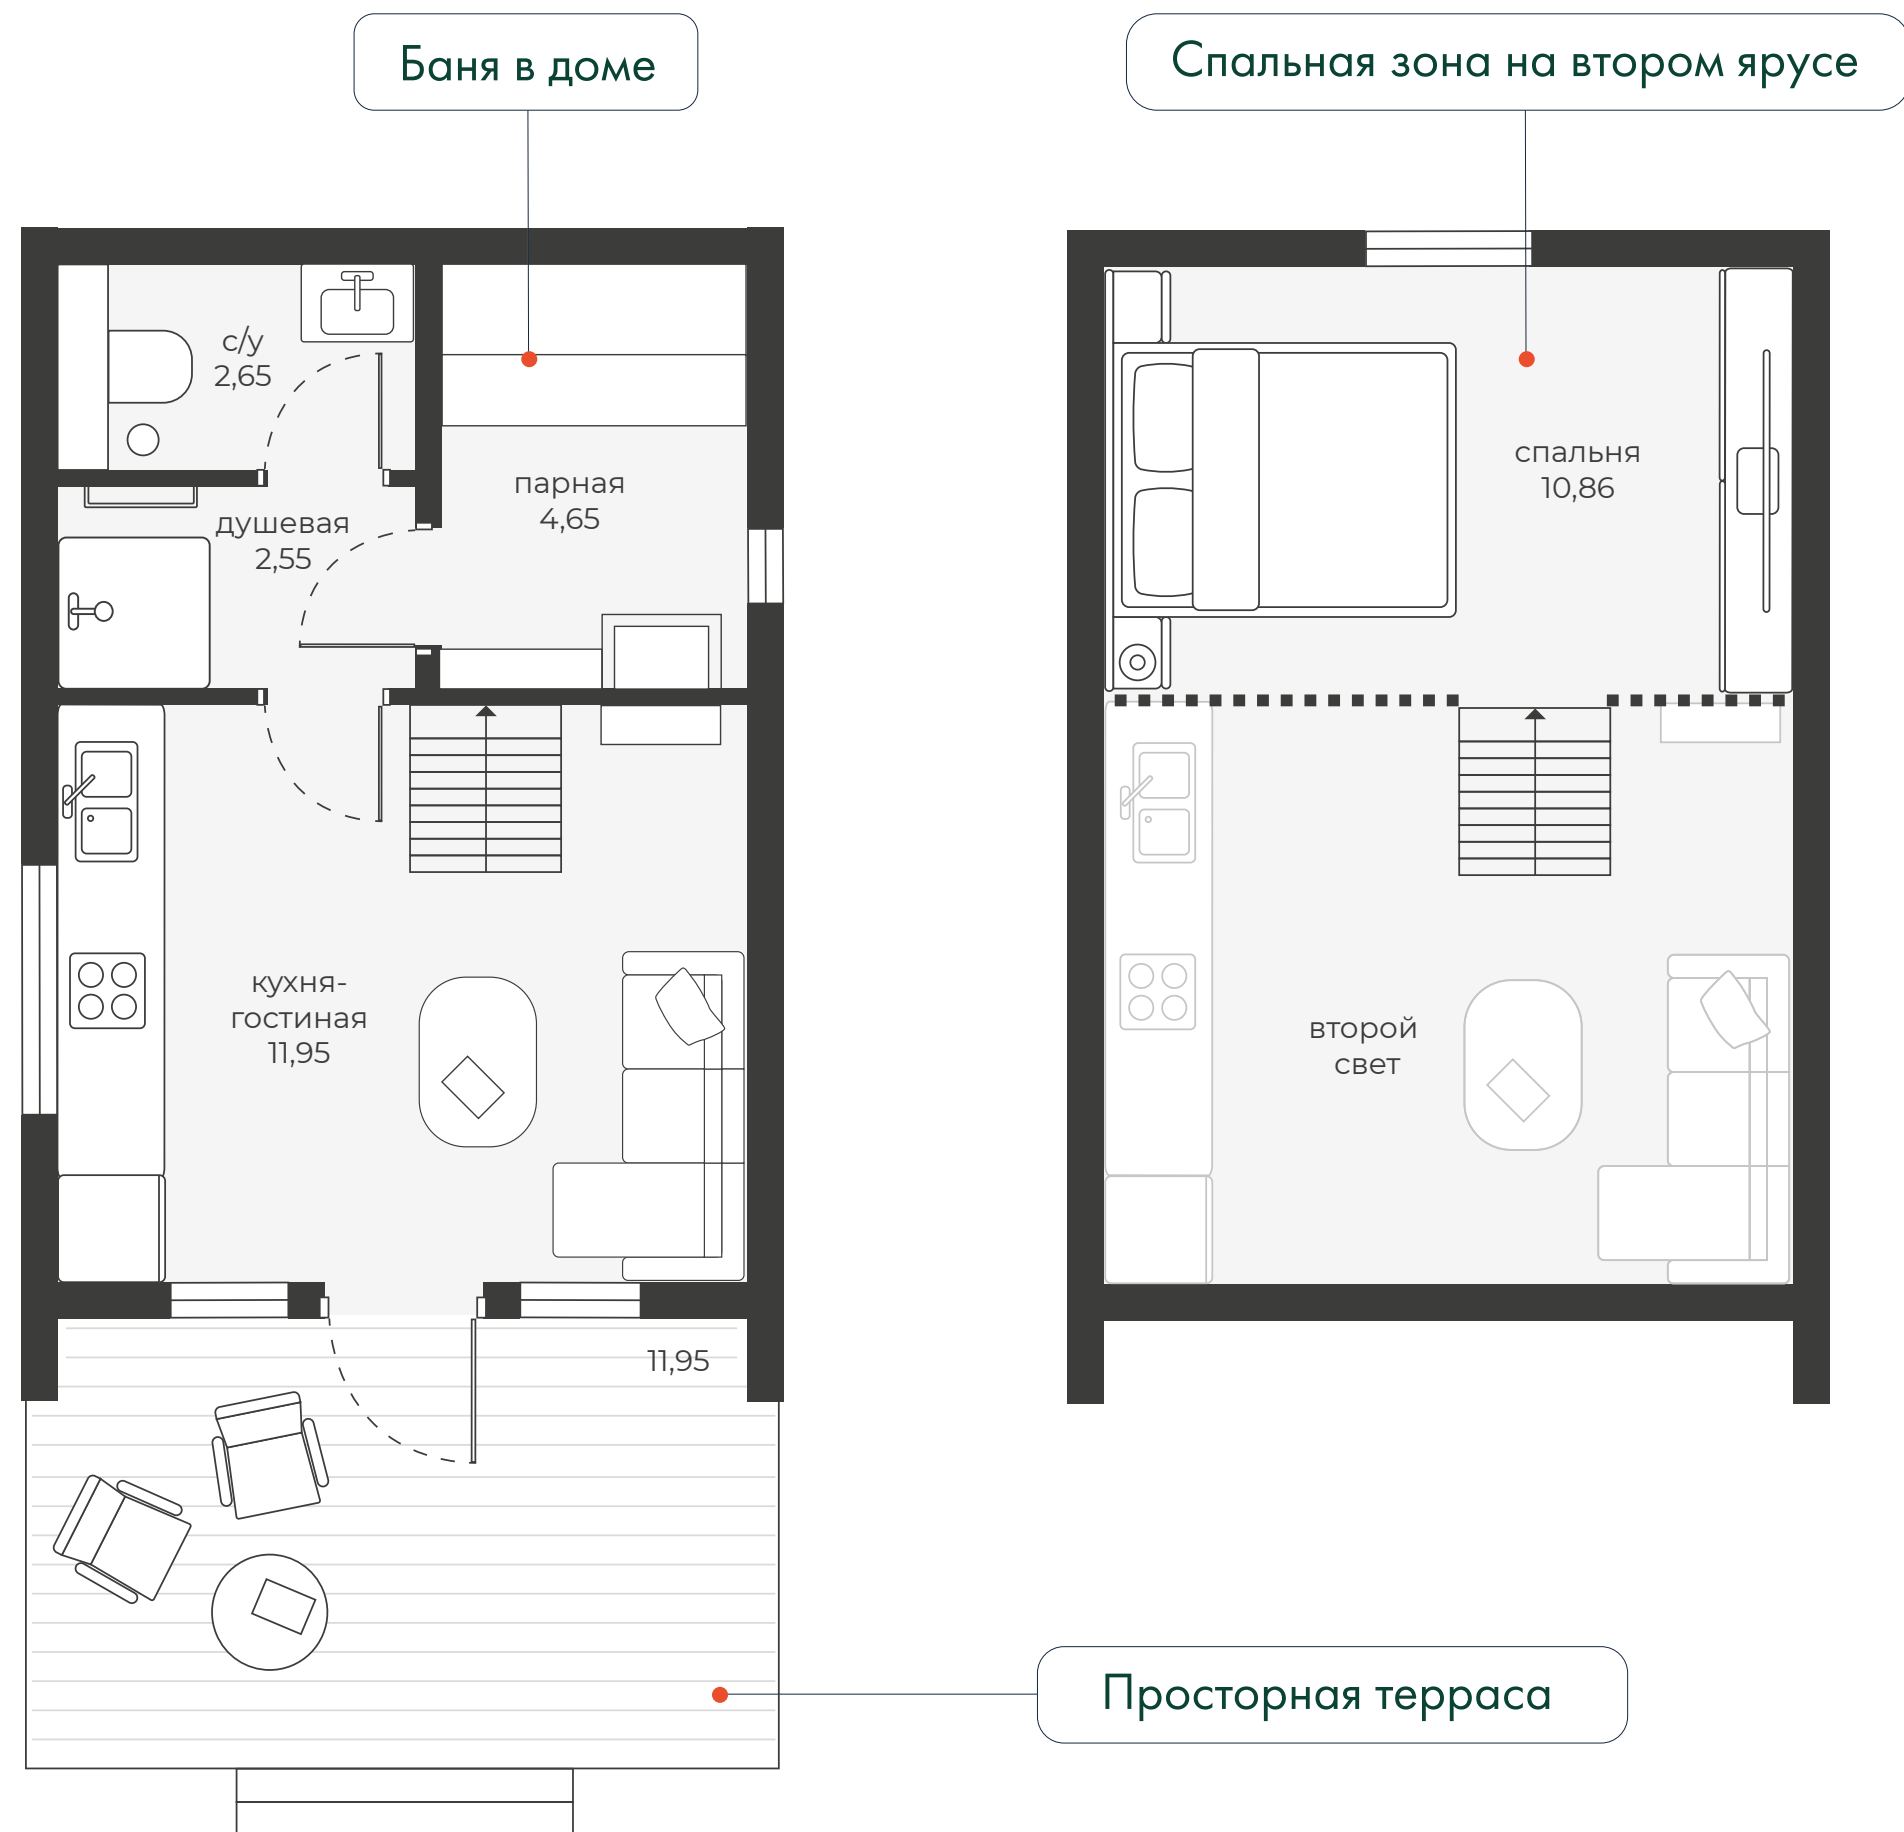 Баня в доме
Спальная зона на втором ярусе
с/у
2,65
душевая
2,55
парная
4,65
кухня-
гостиная
11,95
11,95
спальня
10,86
второй
свет
Просторная терраса